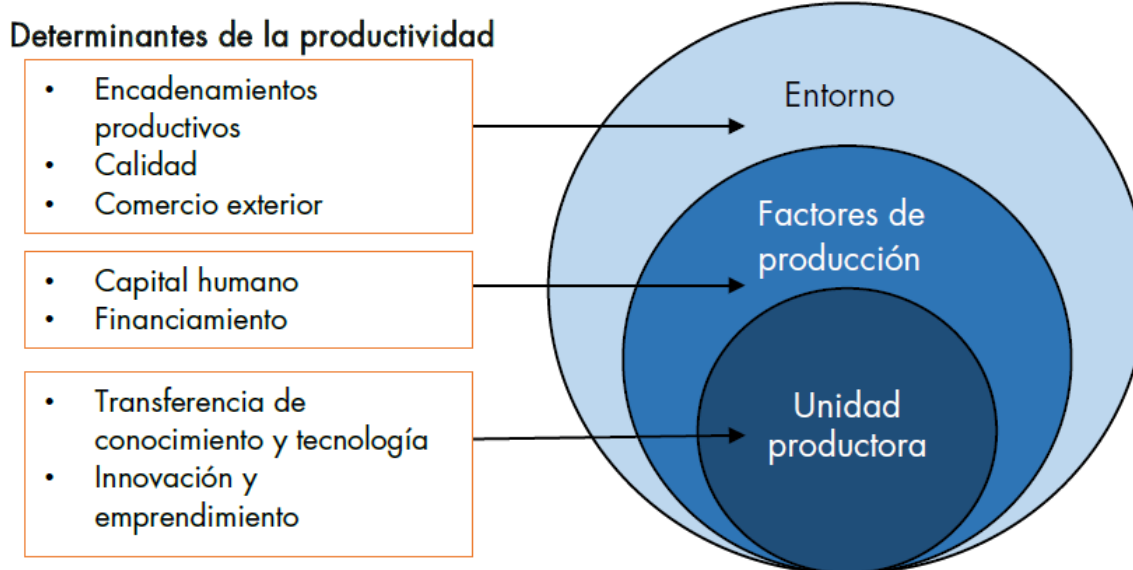 Determinantes de la productividad
• Encadenamientos
productivos
• Calidad
• Comercio exterior
• Capital humano
• Financiamiento
• Transferencia de
conocimiento y tecnología
• Innovación y
emprendimiento
Entorno
Factores de
producción
Unidad
productora